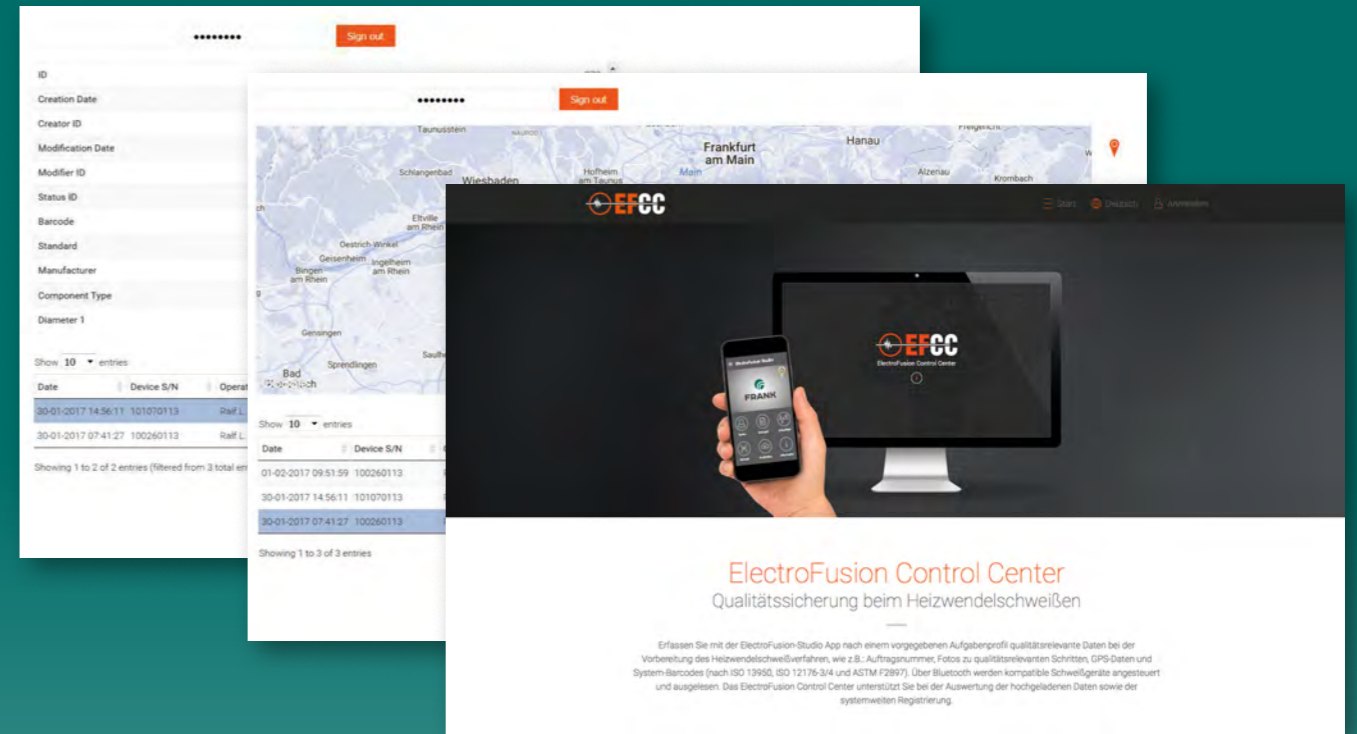 •••••••• Sign out
ID
Creation Date
Creator ID
Modification Date
Modifier ID
Status ID
Barcode
Standard
Manufacturer
Component Type
Diameter 1
Show 10 entries
Date Device S/N
30-01-2017 14:56:11 101070113 Ralf L.
30-01-2017 07:41:27 100260113 Ralf L.
Showing 1 to 2 of 2 entries (filtered from 3 total
•••••••• Sign out
Taunusstein
Frankfurt
am Main
Hanau
Schlangenbad
Wiesbaden
Hofheim
am Taunus
Main
Alzenau
Krombach
Eltville
am Rhein
Oestrich-Winkel
Geisenheim
Ingelheim
am Rhein
Bingen
am Rhein
Gensingen
Sprendlingen
Bad
Show 10 entries
Date Device S/N
01-02-2017 09:51:59 100260113
30-01-2017 14:56:11 101070113
30-01-2017 07:41:27 100260113
Showing 1 to 3 of 3 entries
EFCC
Start Deutsch Anmelden
EFCC
ElectroFusion Control Center
FRANK
ElectroFusion Control Center
Qualitätssicherung beim Heizwendelschweißen
Erfassen Sie mit der ElectroFusion-Studio App nach einem vorgegebenen Aufgabenprofil qualitätsrelevante Daten bei der
Vorbereitung des Heizwendelschweißverfahren, wie z.B.: Auftragsnummer, Fotos zu qualitätsrelevanten Schritten, GPS-Daten und
System-Barcodes (nach ISO 13950, ISO 12176-3/4 und ASTM F2897). Über Bluetooth werden kompatible Schweißgeräte angesteuert
und ausgelesen. Das ElectroFusion Control Center unterstützt Sie bei der Auswertung der hochgeladenen Daten sowie der
systemweiten Registrierung.